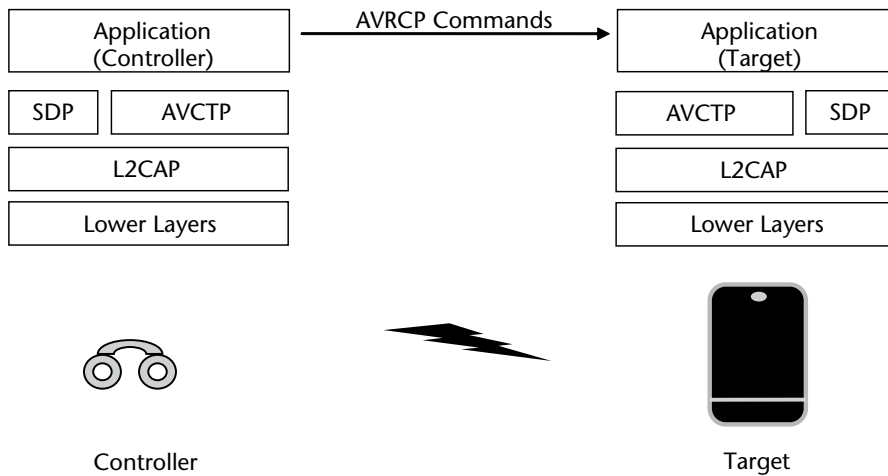 AVRCP Commands
Application
(Controller)
Application
(Target)
SDP
AVCTP
AVCTP
SDP
L2CAP
L2CAP
Lower Layers
Lower Layers
Controller
Target